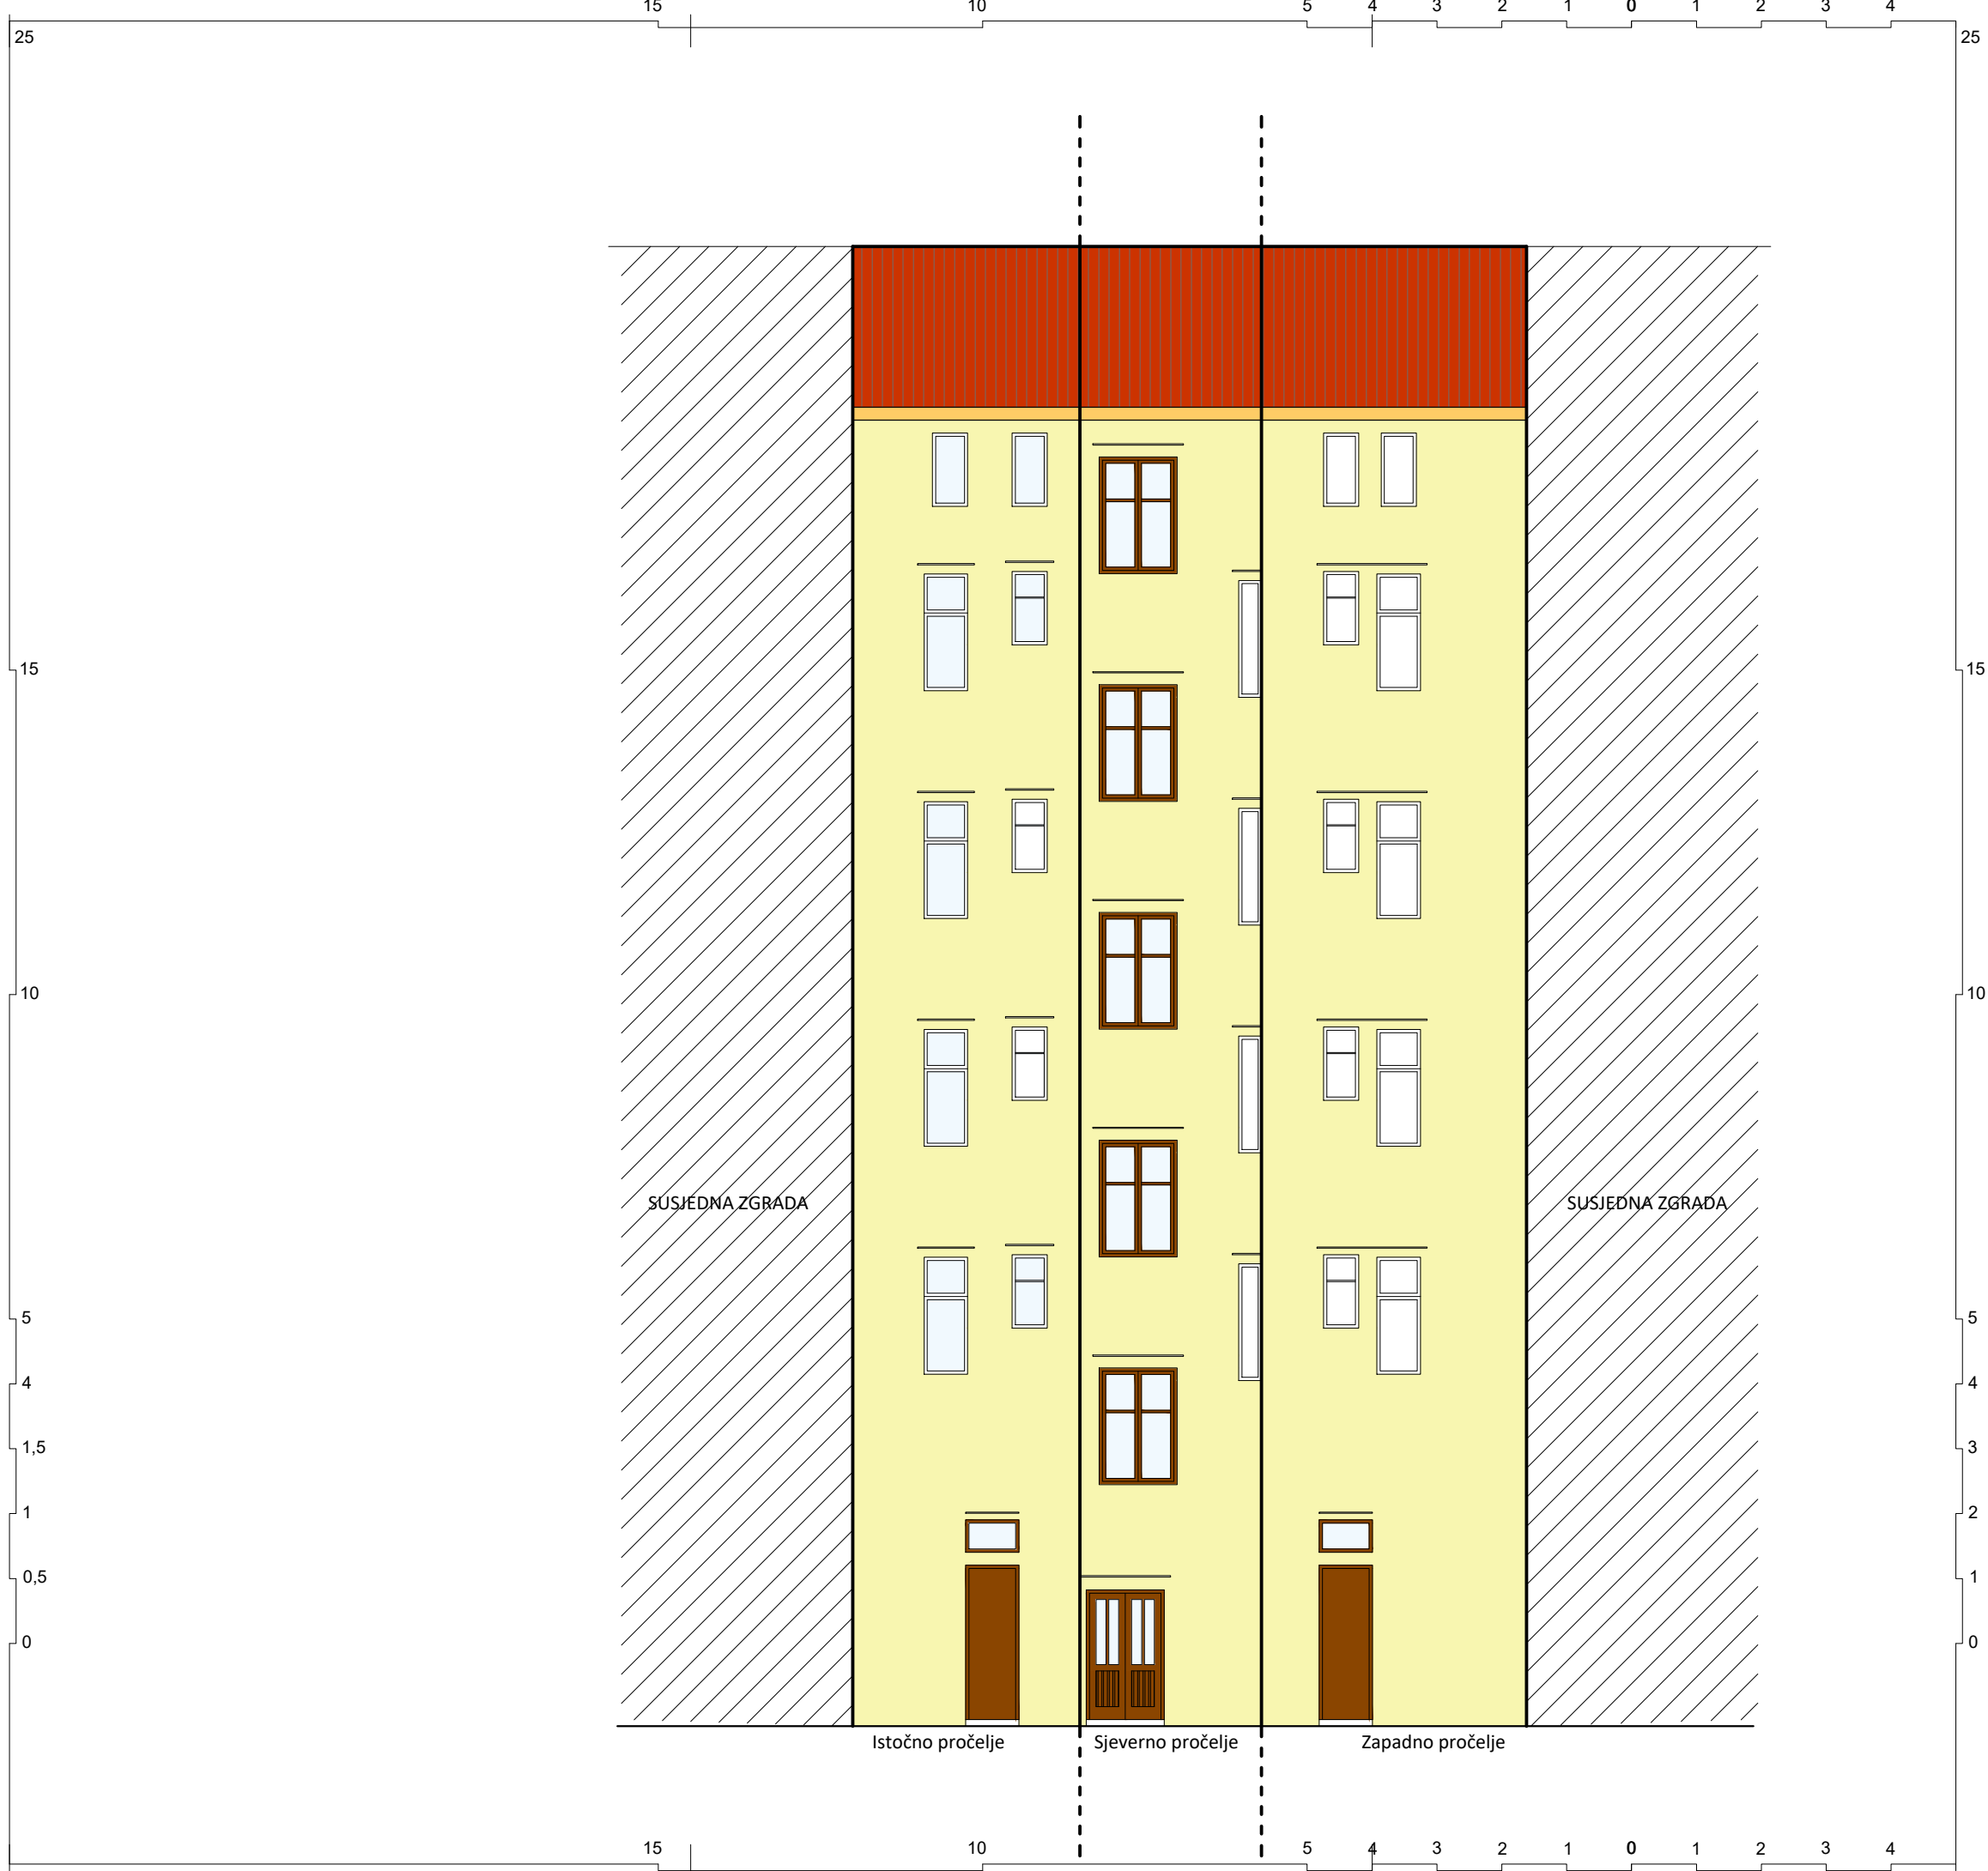 15 10 5 4 3 2 1 0 1 2 3 4
25 25
15 15
10 10
SUSJEDNA ZGRADA SUSJEDNA ZGRADA
5 5
4 4
1,5 3
1 2
0,5 1
0 0
Istočno pročelje Sjeverno pročelje Zapadno pročelje
15 10 5 4 3 2 1 0 1 2 3 4